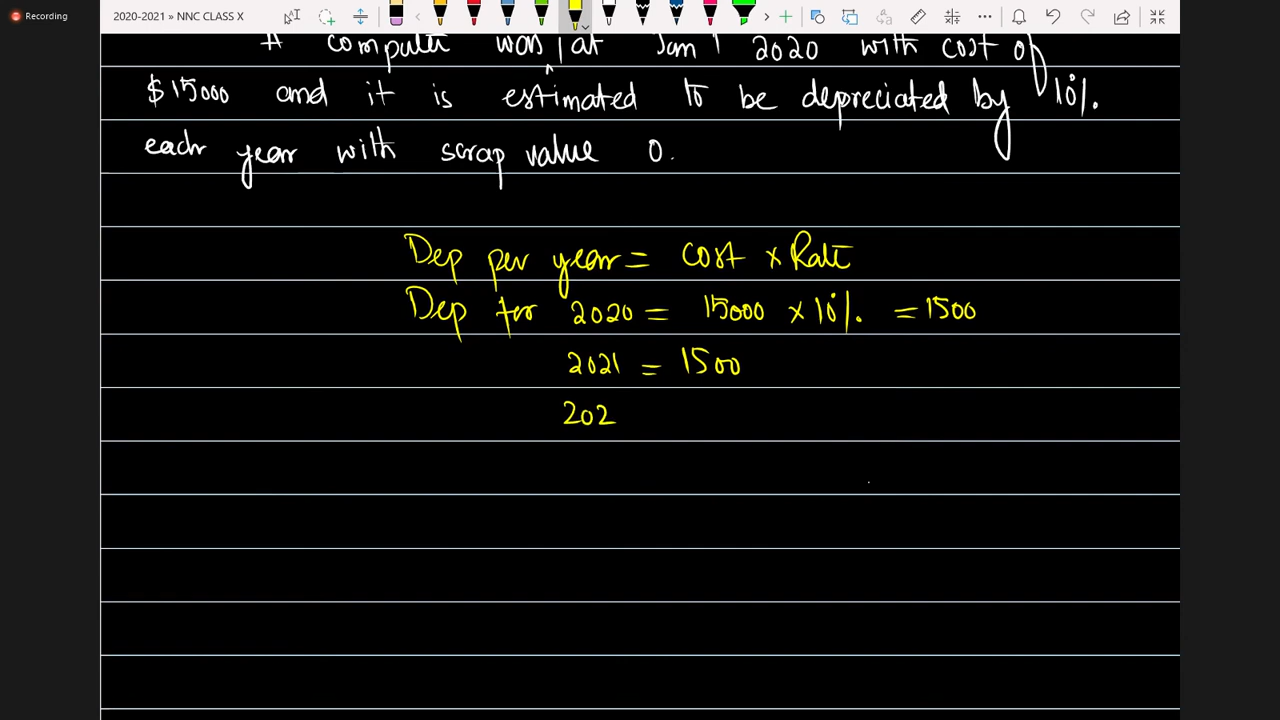 Recording
2020-2021 » NNC CLASS X
A computer was at Jan 1 2020 with cost of
$15000 and it is estimated to be depreciated by 10%
each year with scrap value 0.
Dep per year = Cost × Rate
Dep for 2020 = 15000 × 10% = 1500
2021 = 1500
202